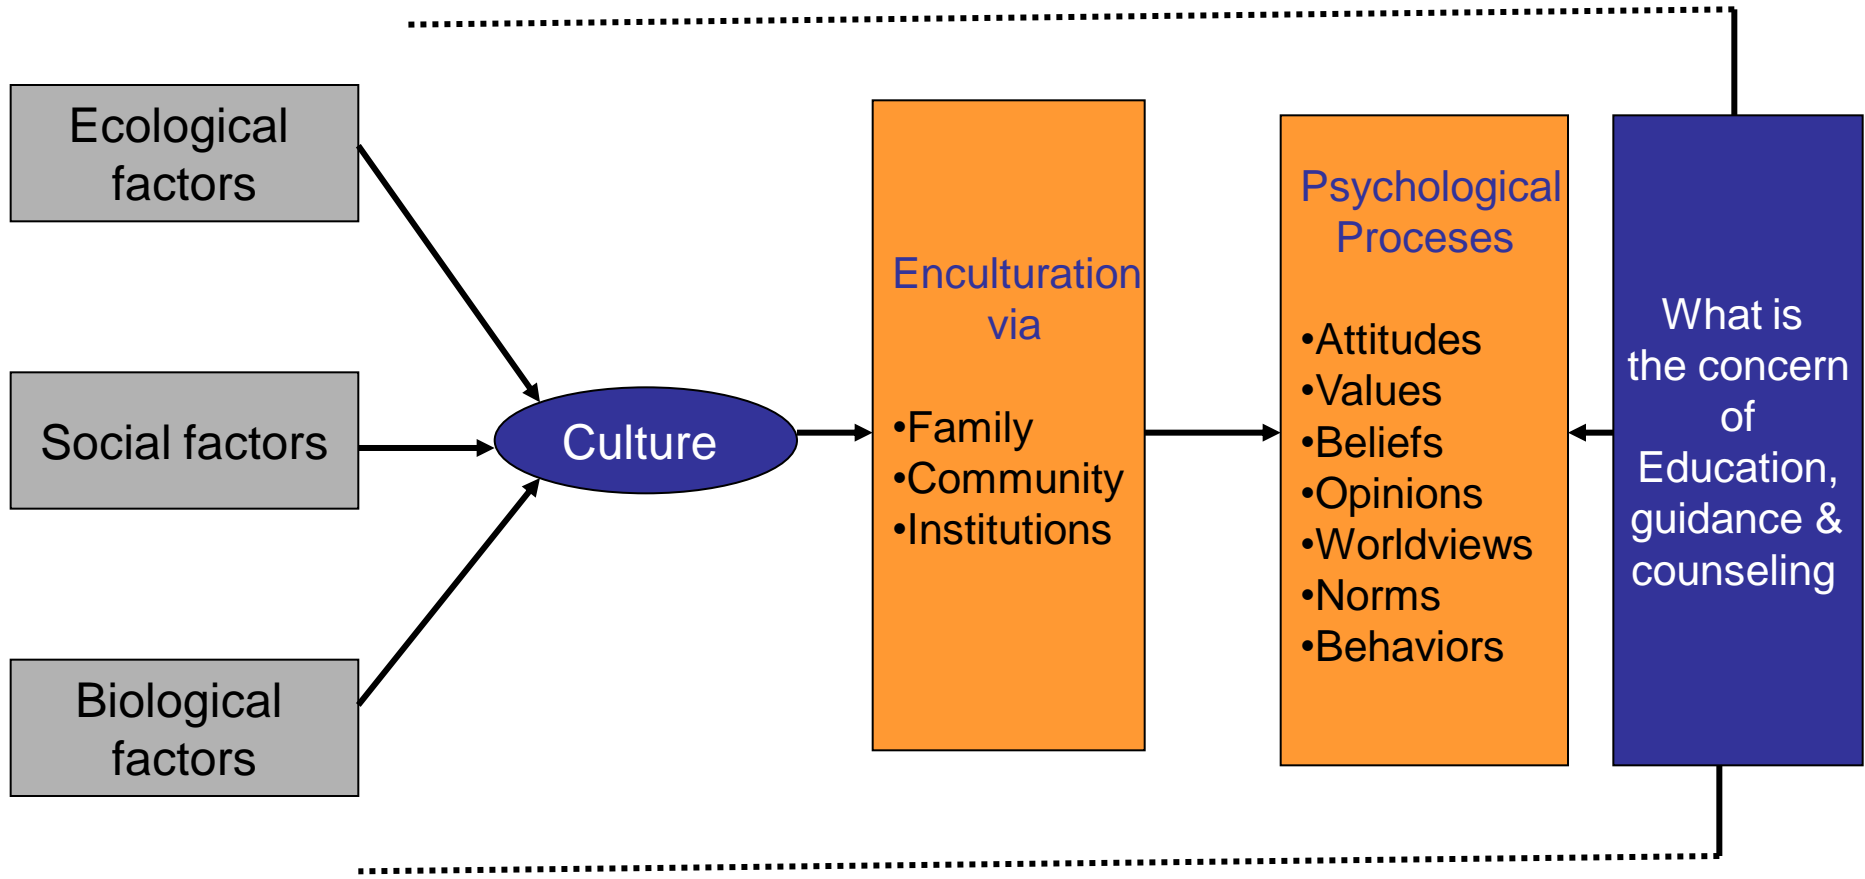 Ecological
factors
Social factors
Biological
factors
Culture
Enculturation
via
•Family
•Community
•Institutions
Psychological
Proceses
•Attitudes
•Values
•Beliefs
•Opinions
•Worldviews
•Norms
•Behaviors
What is
the concern
of
Education,
guidance &
counseling